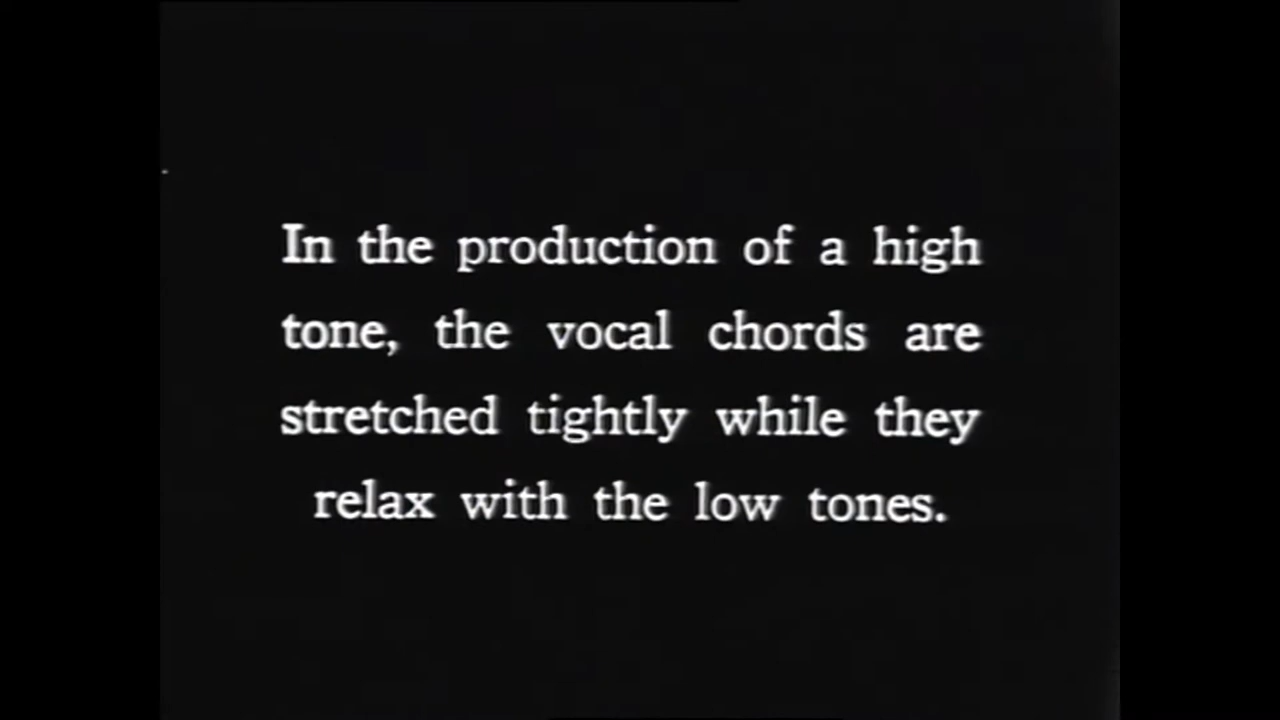 In the production of a high
tone, the vocal chords are
stretched tightly while they
relax with the low tones.